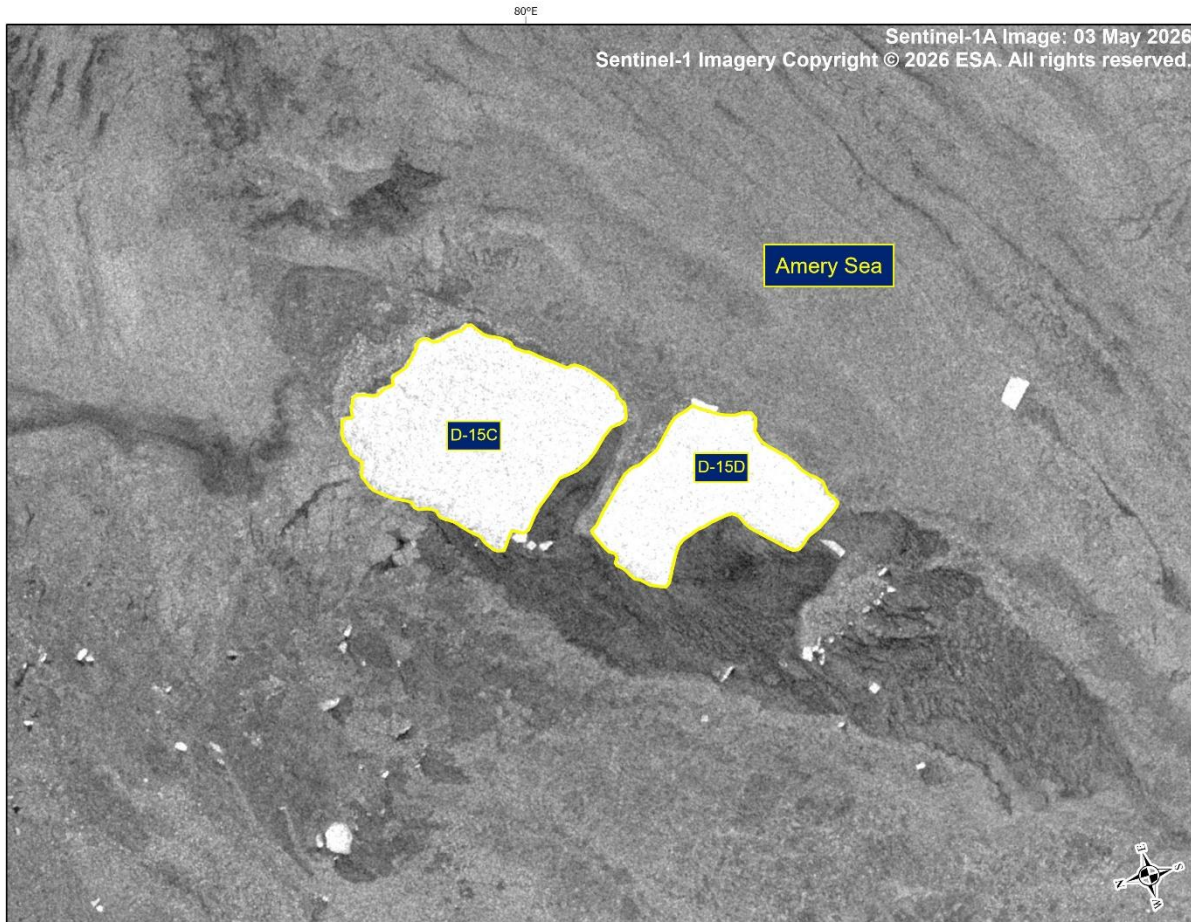 80°E
Sentinel-1A Image: 03 May 2026
Sentinel-1 Imagery Copyright © 2026 ESA. All rights reserved.
Amery Sea
D-15C
D-15D
E
S
N
W